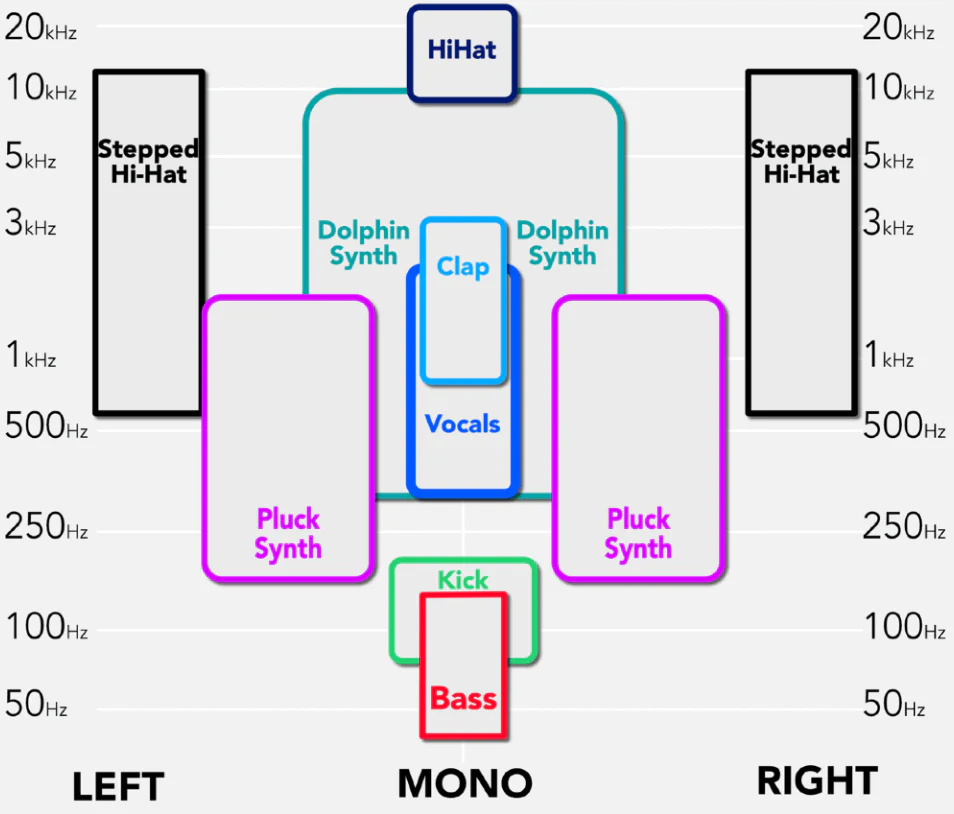 20kHz
20kHz
HiHat
10kHz
10kHz
Stepped
Hi-Hat
Stepped
Hi-Hat
5kHz
5kHz
3kHz
3kHz
Dolphin
Synth
Dolphin
Synth
Clap
1kHz
1kHz
Vocals
500Hz
500Hz
Pluck
Synth
Pluck
Synth
250Hz
250Hz
Kick
100Hz
100Hz
Bass
50Hz
50Hz
LEFT
MONO
RIGHT